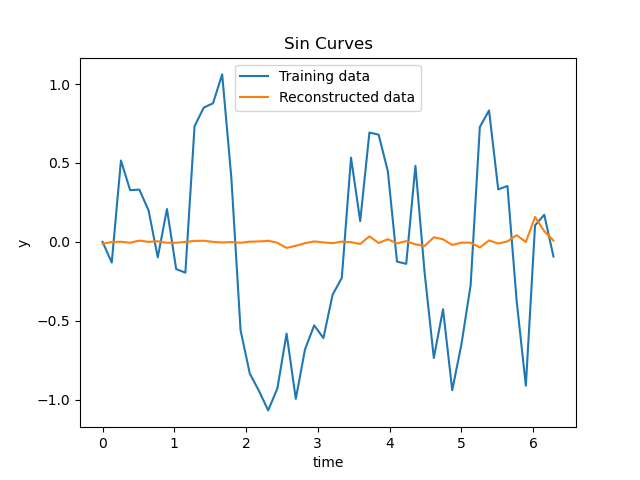 Sin Curves
Training data
Reconstructed data
1.0
0.5
0.0
−0.5
−1.0
y
0 1 2 3 4 5 6
time